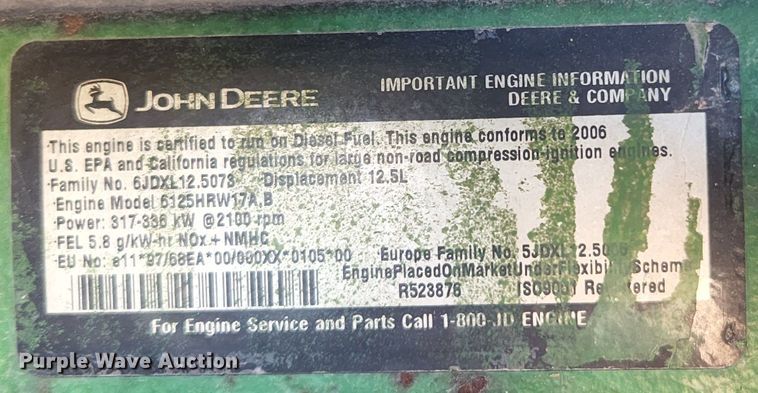 JOHN DEERE
IMPORTANT ENGINE INFORMATION
DEERE & COMPANY
This engine is certified to run on Diesel Fuel. This engine conforms to 2006
U.S. EPA and California regulations for large non-road compression-ignition engines.
Family No. 6JDXL12.5073 Displacement 12.5L
Engine Model 6125HRW17A,B
Power: 317-336 kW @2100 rpm
FEL 5.8 g/kW-hr NOx + NMHC
EU No: e11*97/68EA*00/000XX*0105*00
Europe Family No.
EnginePlacedOnMarketUnderFlexibilityScheme
R523876 ISO9001 Registered
For Engine Service and Parts Call 1-800-JD ENGINE
Purple Wave Auction